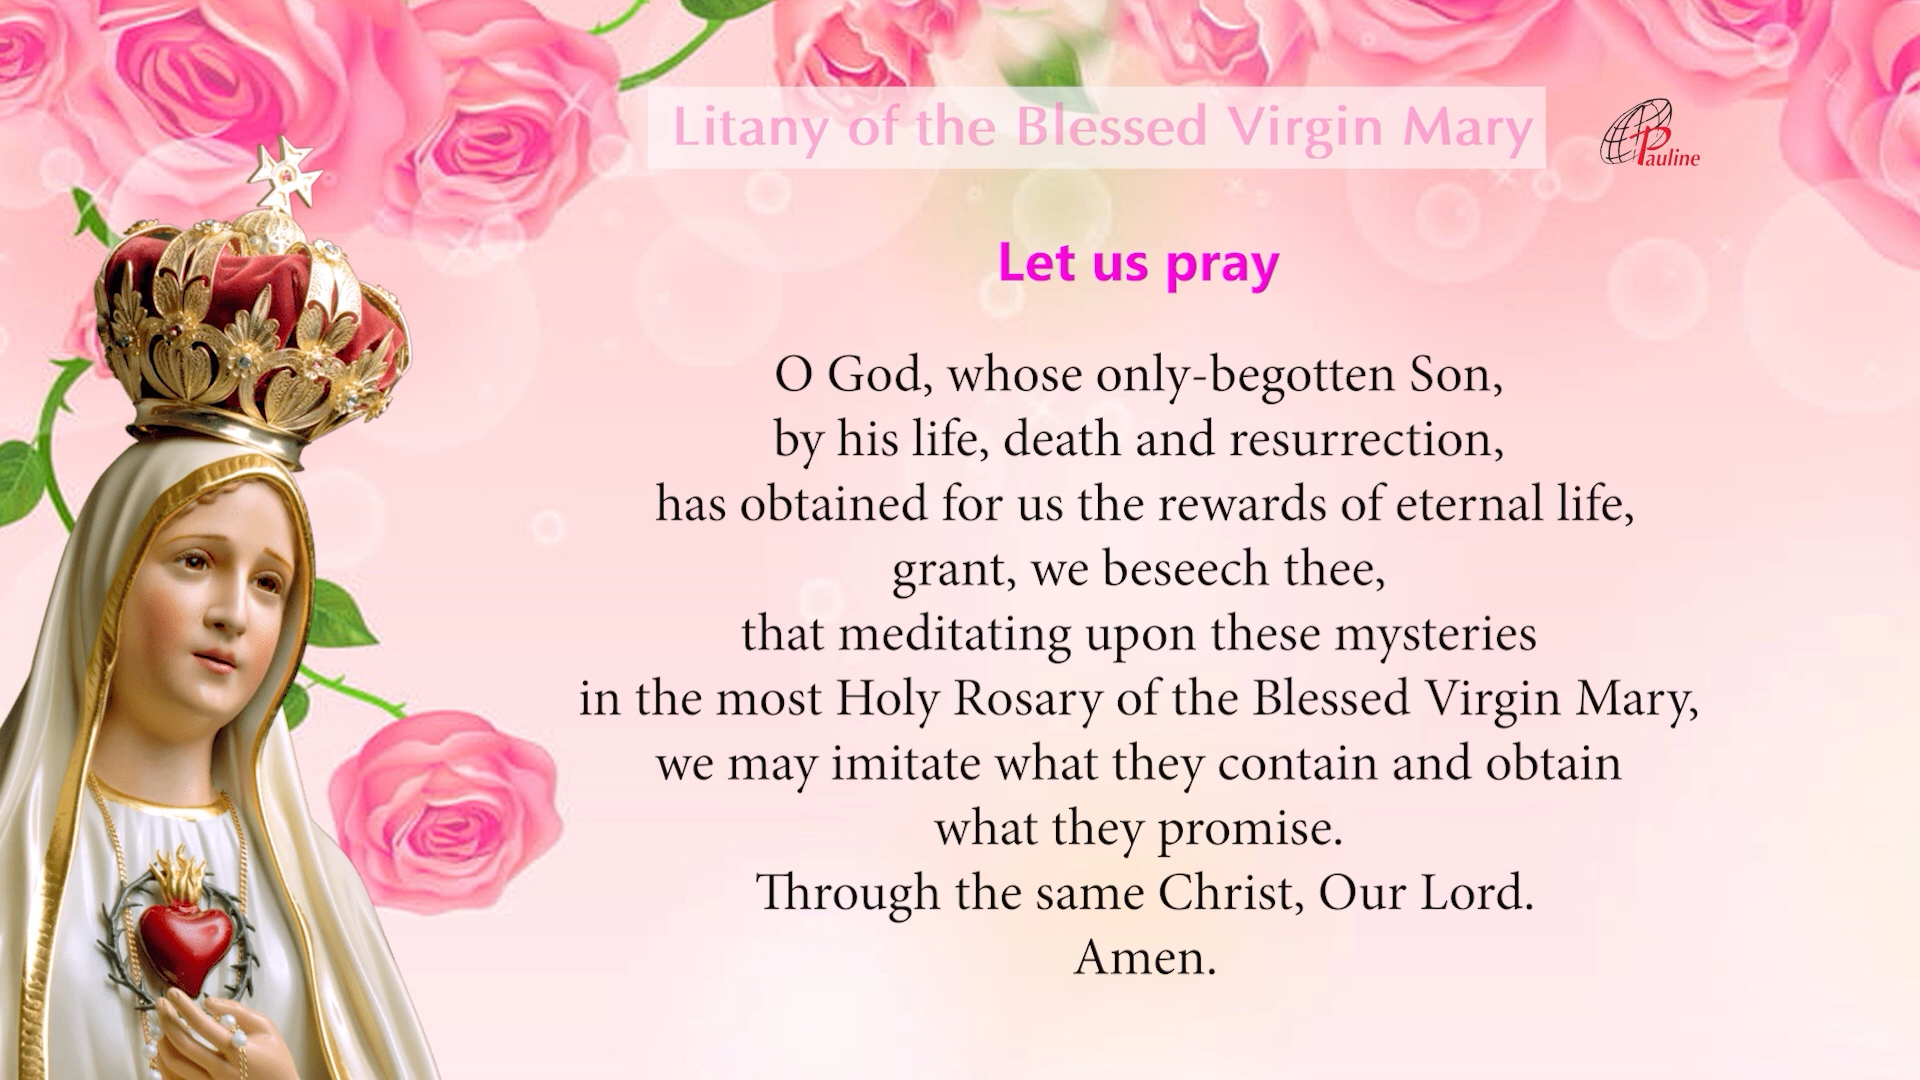 Litany of the Blessed Virgin Mary
Pauline
Let us pray
O God, whose only-begotten Son,
by his life, death and resurrection,
has obtained for us the rewards of eternal life,
grant, we beseech thee,
that meditating upon these mysteries
in the most Holy Rosary of the Blessed Virgin Mary,
we may imitate what they contain and obtain
what they promise.
Through the same Christ, Our Lord.
Amen.